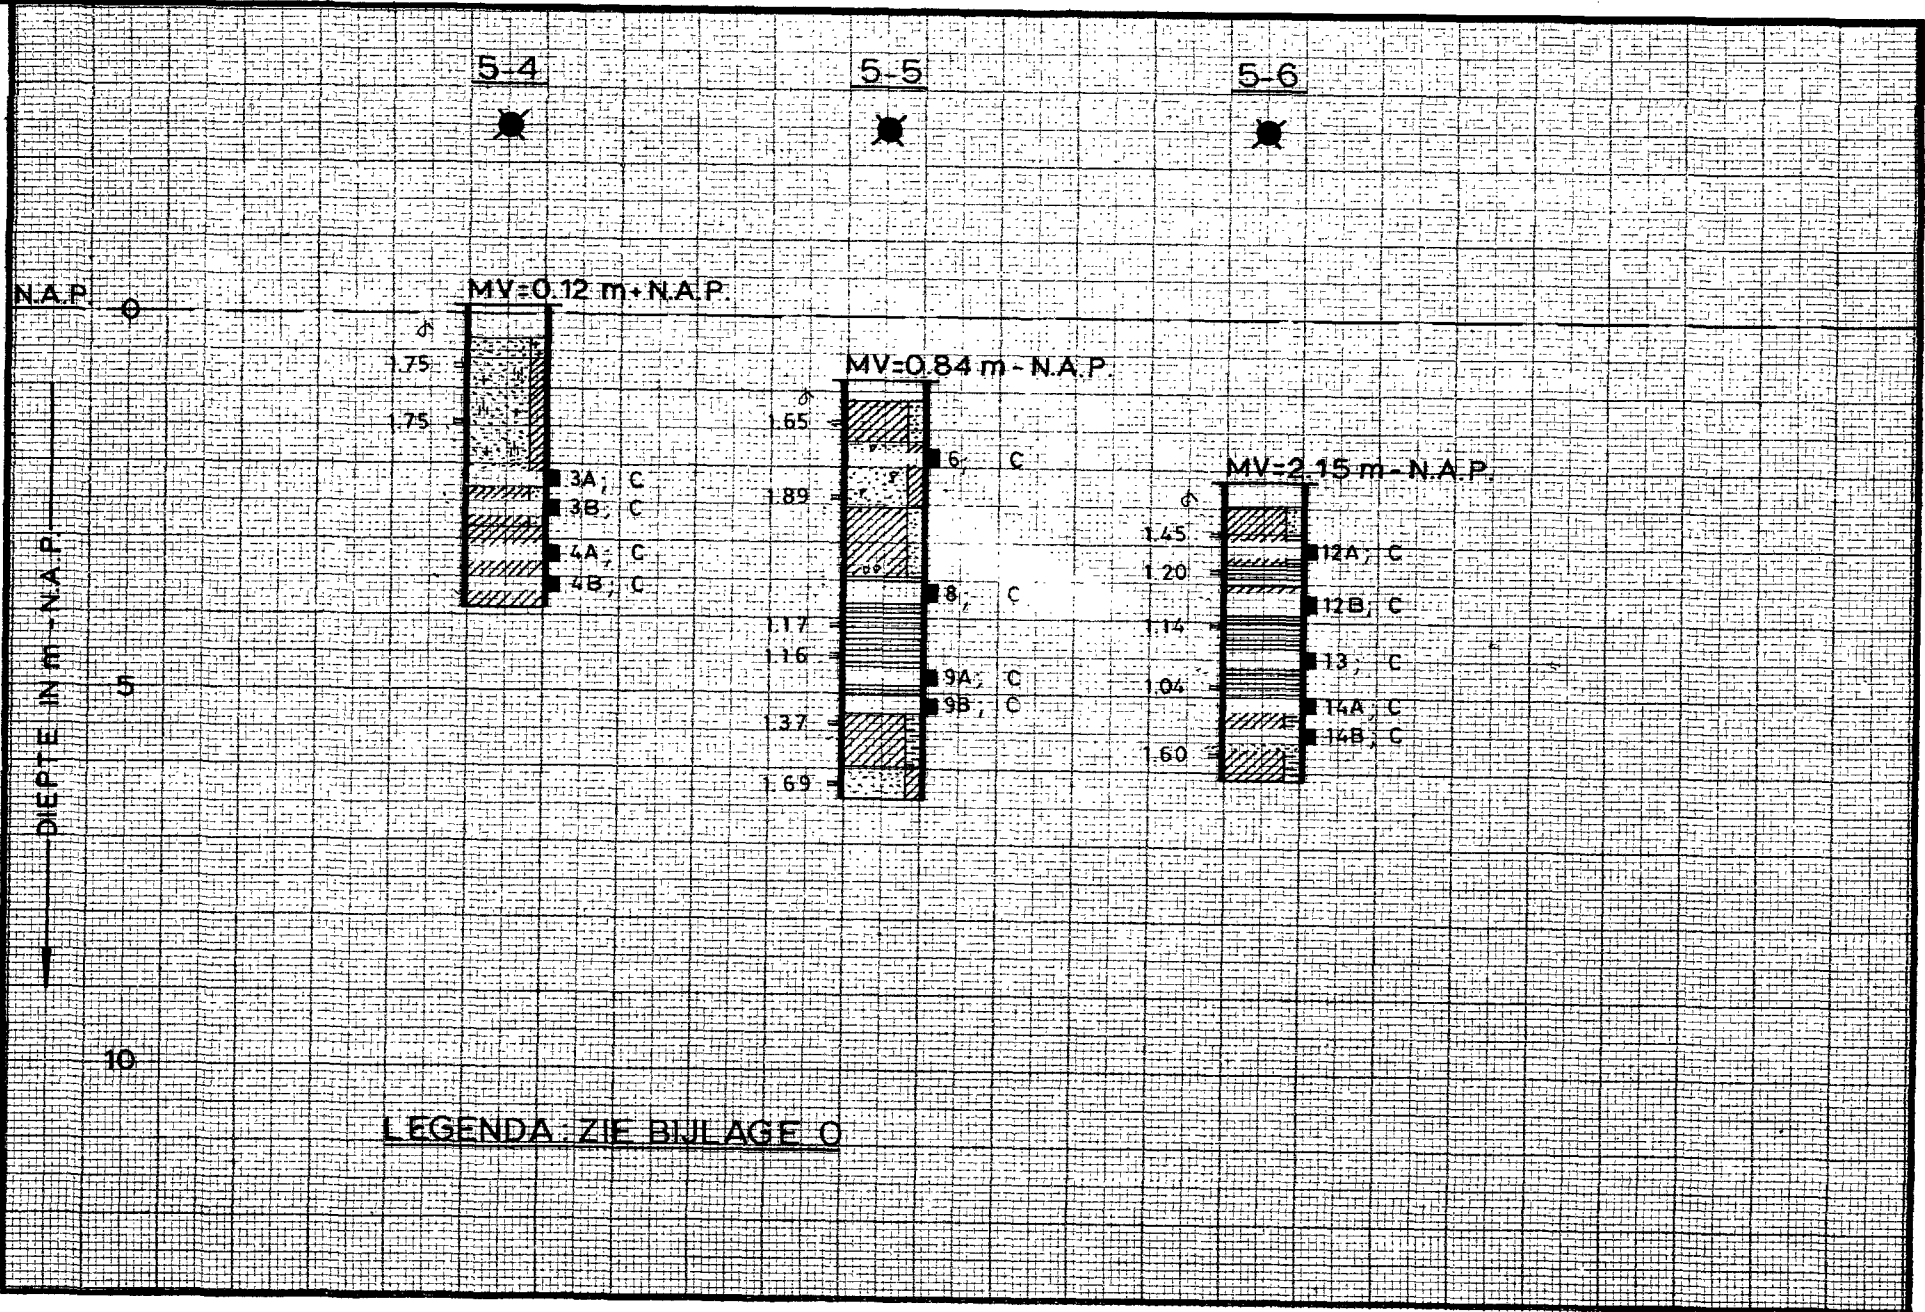 5-4 5-5 5-6
N.A.P. 0
MV=0.12 m+N.A.P.
1.75
1.75
3A; C
3B; C
4A; C
4B; C
MV=0.84 m-N.A.P.
1.65
6; C
1.89
8; C
1.17
1.16
9A; C
9B; C
1.37
1.69
MV=2.15 m-N.A.P.
1.45
12A; C
1.20
12B; C
1.14
13; C
1.04
14A; C
14B; C
1.60
DIEPTE IN m-N.A.P.
5
10
LEGENDA: ZIE BIJLAGE 0